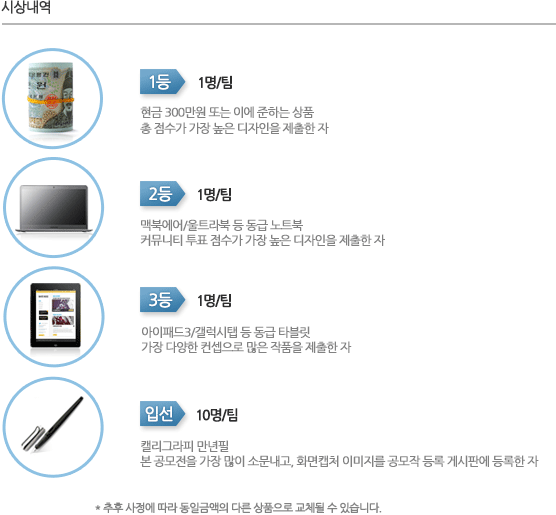 시상내역
1등 1명/팀
현금 300만원 또는 이에 준하는 상품
총 점수가 가장 높은 디자인을 제출한 자
2등 1명/팀
맥북에어/울트라북 등 동급 노트북
커뮤니티 투표 점수가 가장 높은 디자인을 제출한 자
3등 1명/팀
아이패드3/갤럭시탭 등 동급 타블릿
가장 다양한 컨셉으로 많은 작품을 제출한 자
입선 10명/팀
캘리그라피 만년필
본 공모전을 가장 많이 소문내고, 화면캡처 이미지를 공모작 등록 게시판에 등록한 자
* 추후 사정에 따라 동일금액의 다른 상품으로 교체될 수 있습니다.